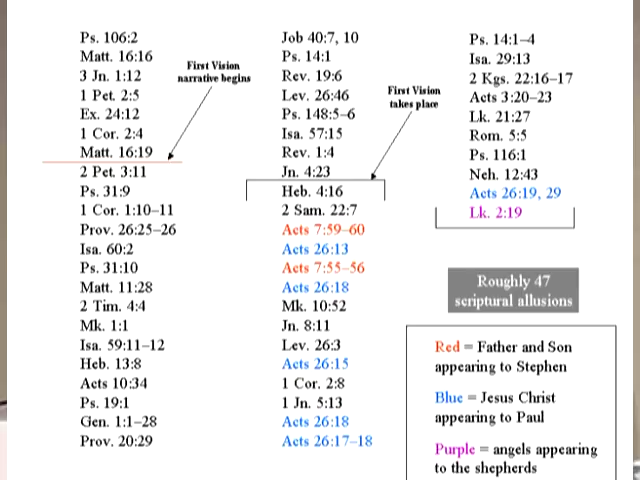 Ps. 106:2
Matt. 16:16
3 Jn. 1:12
1 Pet. 2:5
Ex. 24:12
1 Cor. 2:4
Matt. 16:19
2 Pet. 3:11
Ps. 31:9
1 Cor. 1:10–11
Prov. 26:25–26
Isa. 60:2
Ps. 31:10
Matt. 11:28
2 Tim. 4:4
Mk. 1:1
Isa. 59:11–12
Heb. 13:8
Acts 10:34
Ps. 19:1
Gen. 1:1–28
Prov. 20:29
First Vision
narrative begins
Job 40:7, 10
Ps. 14:1
Rev. 19:6
Lev. 26:46
Ps. 148:5–6
Isa. 57:15
Rev. 1:4
Jn. 4:23
Heb. 4:16
2 Sam. 22:7
Acts 7:59–60
Acts 26:13
Acts 7:55–56
Acts 26:18
Mk. 10:52
Jn. 8:11
Lev. 26:3
Acts 26:15
1 Cor. 2:8
1 Jn. 5:13
Acts 26:18
Acts 26:17–18
First Vision
takes place
Ps. 14:1–4
Isa. 29:13
2 Kgs. 22:16–17
Acts 3:20–23
Lk. 21:27
Rom. 5:5
Ps. 116:1
Neh. 12:43
Acts 26:19, 29
Lk. 2:19
Roughly 47
scriptural allusions
Red = Father and Son
appearing to Stephen
Blue = Jesus Christ
appearing to Paul
Purple = angels appearing
to the shepherds